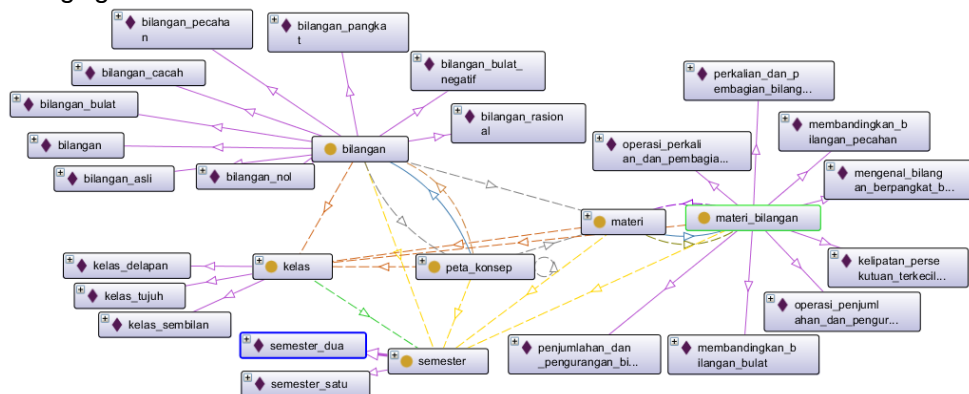 bilangan_pecaha
n
bilangan_pangka
t
bilangan_cacah
bilangan_bulat_
negatif
bilangan_bulat
bilangan_rasion
al
bilangan
bilangan
bilangan_asli
bilangan_nol
perkalian_dan_p
embagian_bilang...
membandingkan_b
ilangan_pecahan
operasi_perkali
an_dan_pembagia...
mengenal_bilang
an_berpangkat_b...
materi
materi_bilangan
kelas_delapan
kelas
peta_konsep
kelipatan_perse
kutuan_terkecil...
kelas_tujuh
operasi_penjuml
ahan_dan_pengur...
kelas_sembilan
semester_dua
semester
penjumlahan_dan
_pengurangan_bi...
membandingkan_b
ilangan_bulat
semester_satu